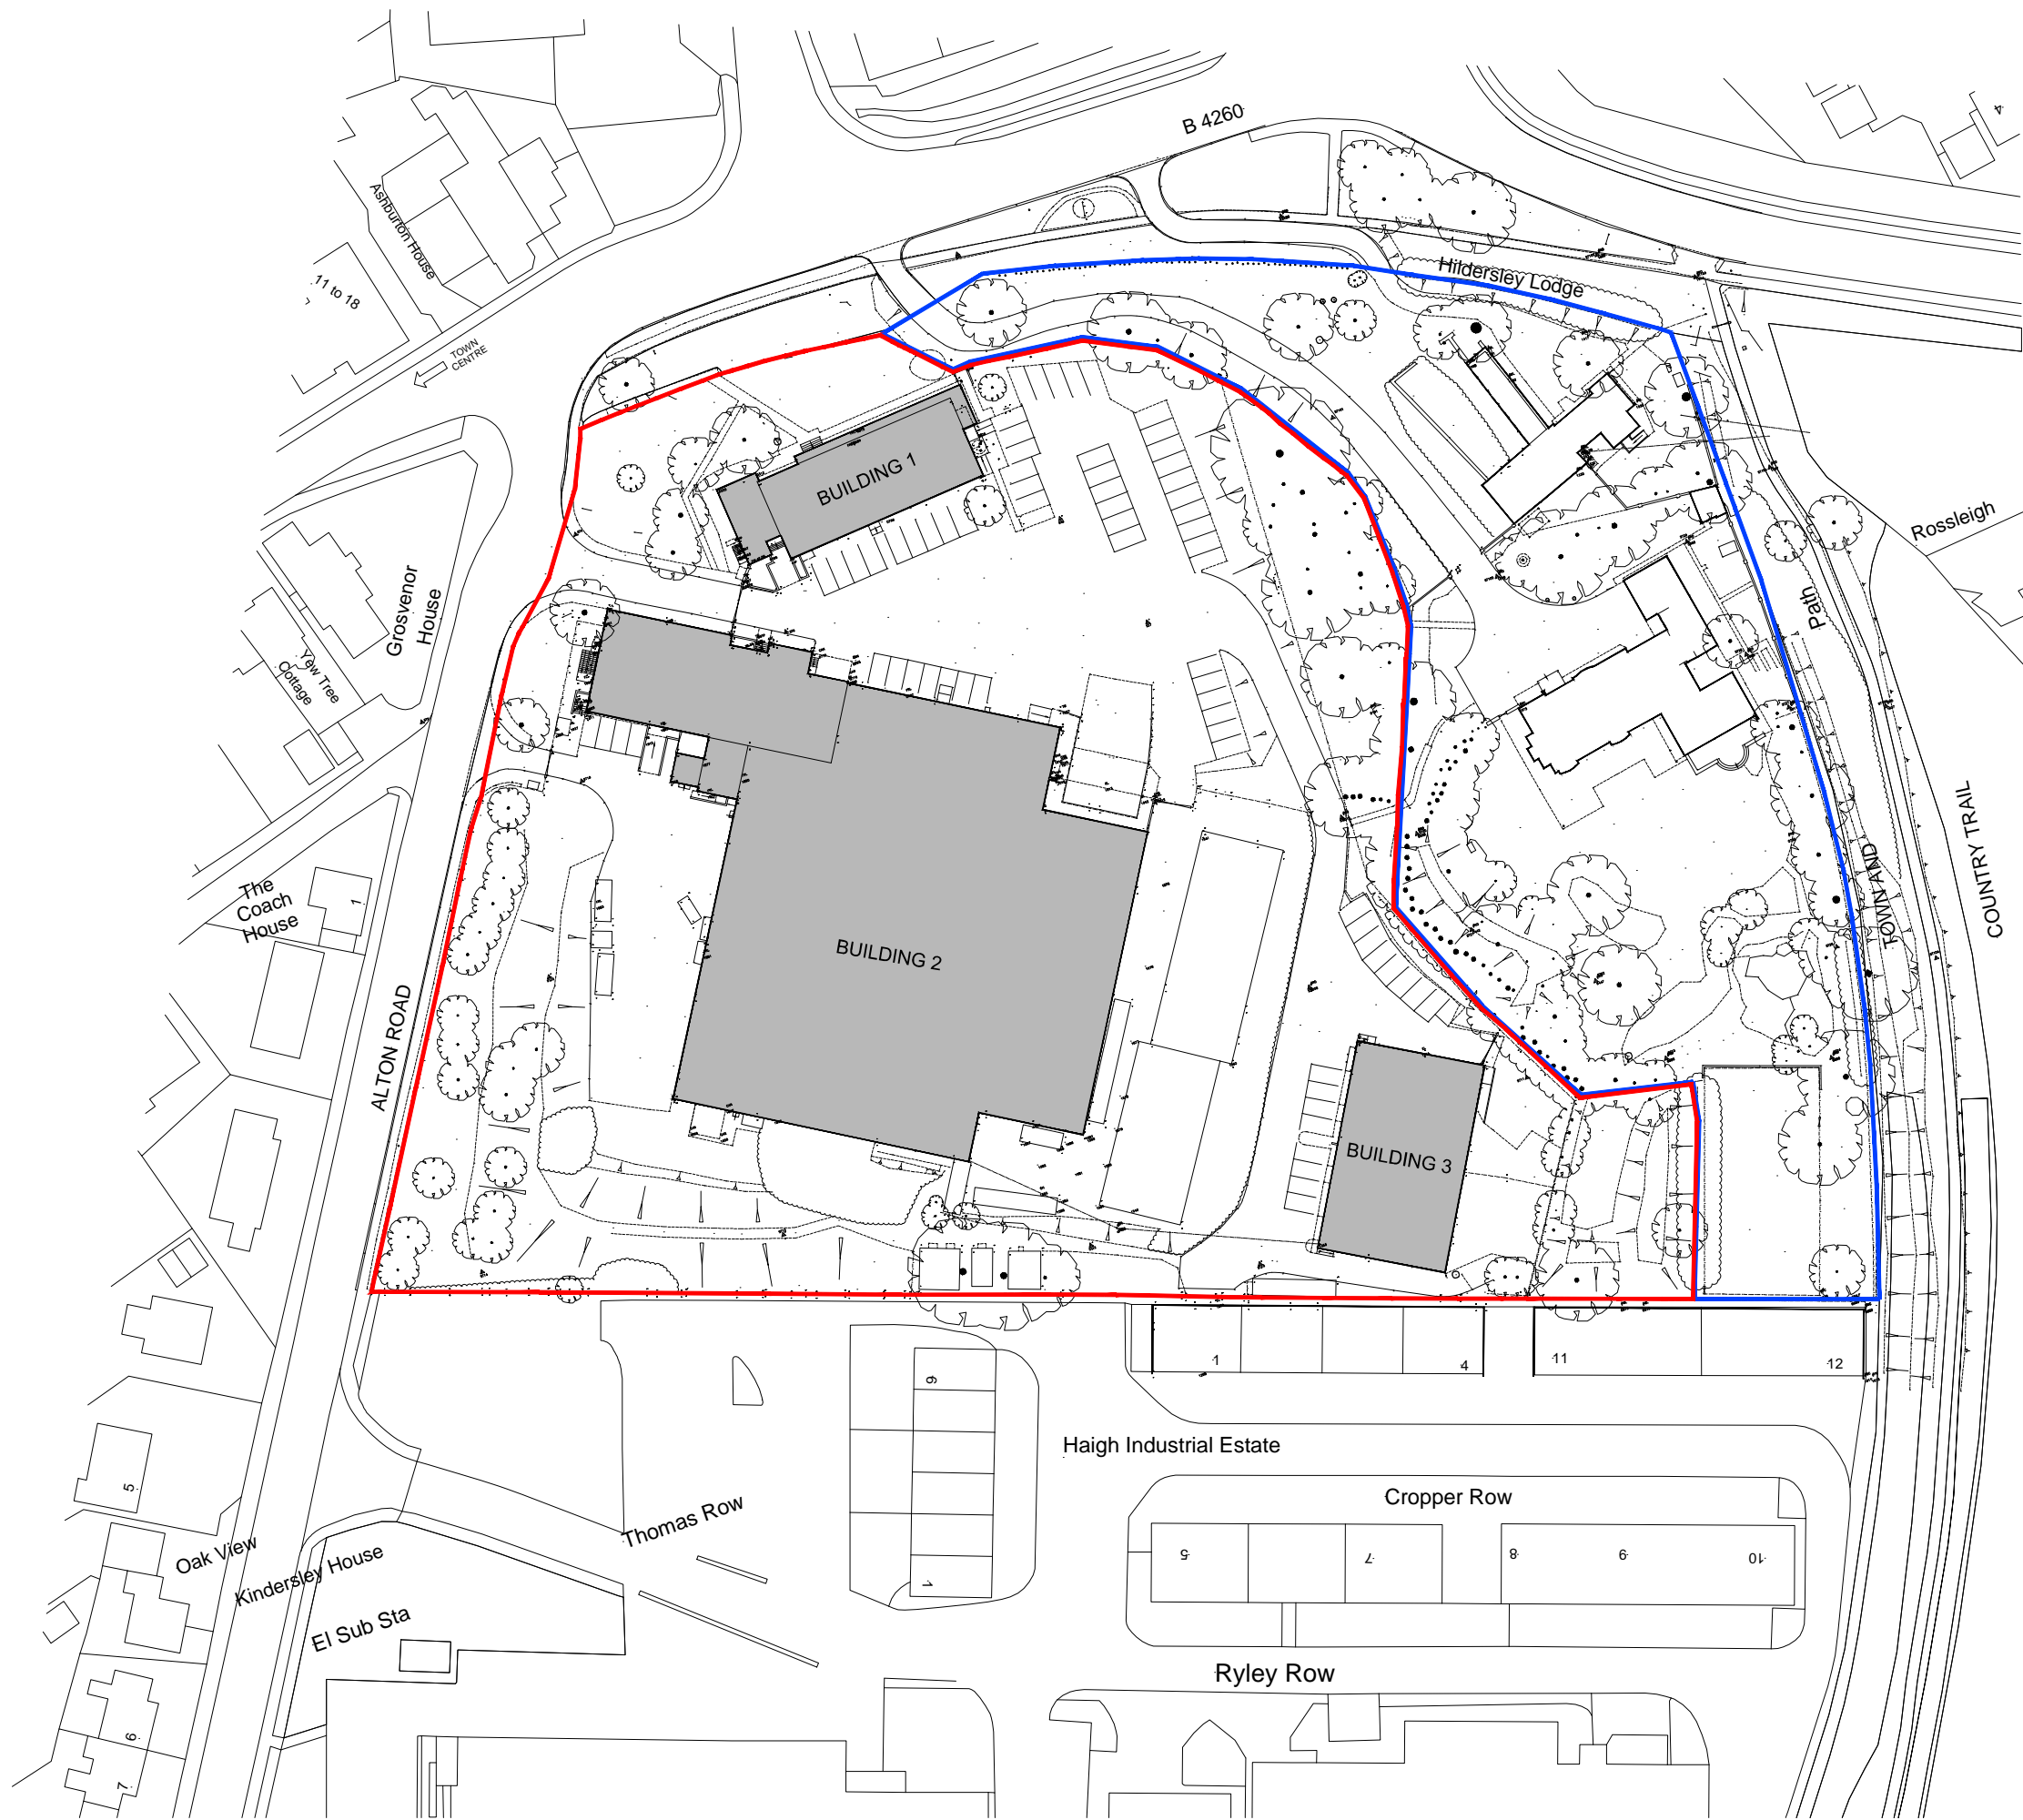 B 4260
4
Ashburton House
Hildersley Lodge
11 to 18
TOWN
CENTRE
BUILDING 1
Rossleigh
Grosvenor
House
Path
Yew Tree
Cottage
The
Coach
House
1
TOWN AND
COUNTRY TRAIL
BUILDING 2
ALTON ROAD
BUILDING 3
1
4
11
12
9
Haigh Industrial Estate
5
Cropper Row
Thomas Row
5
7
8
9
10
Oak View
Kindersley House
1
El Sub Sta
Ryley Row
6
7